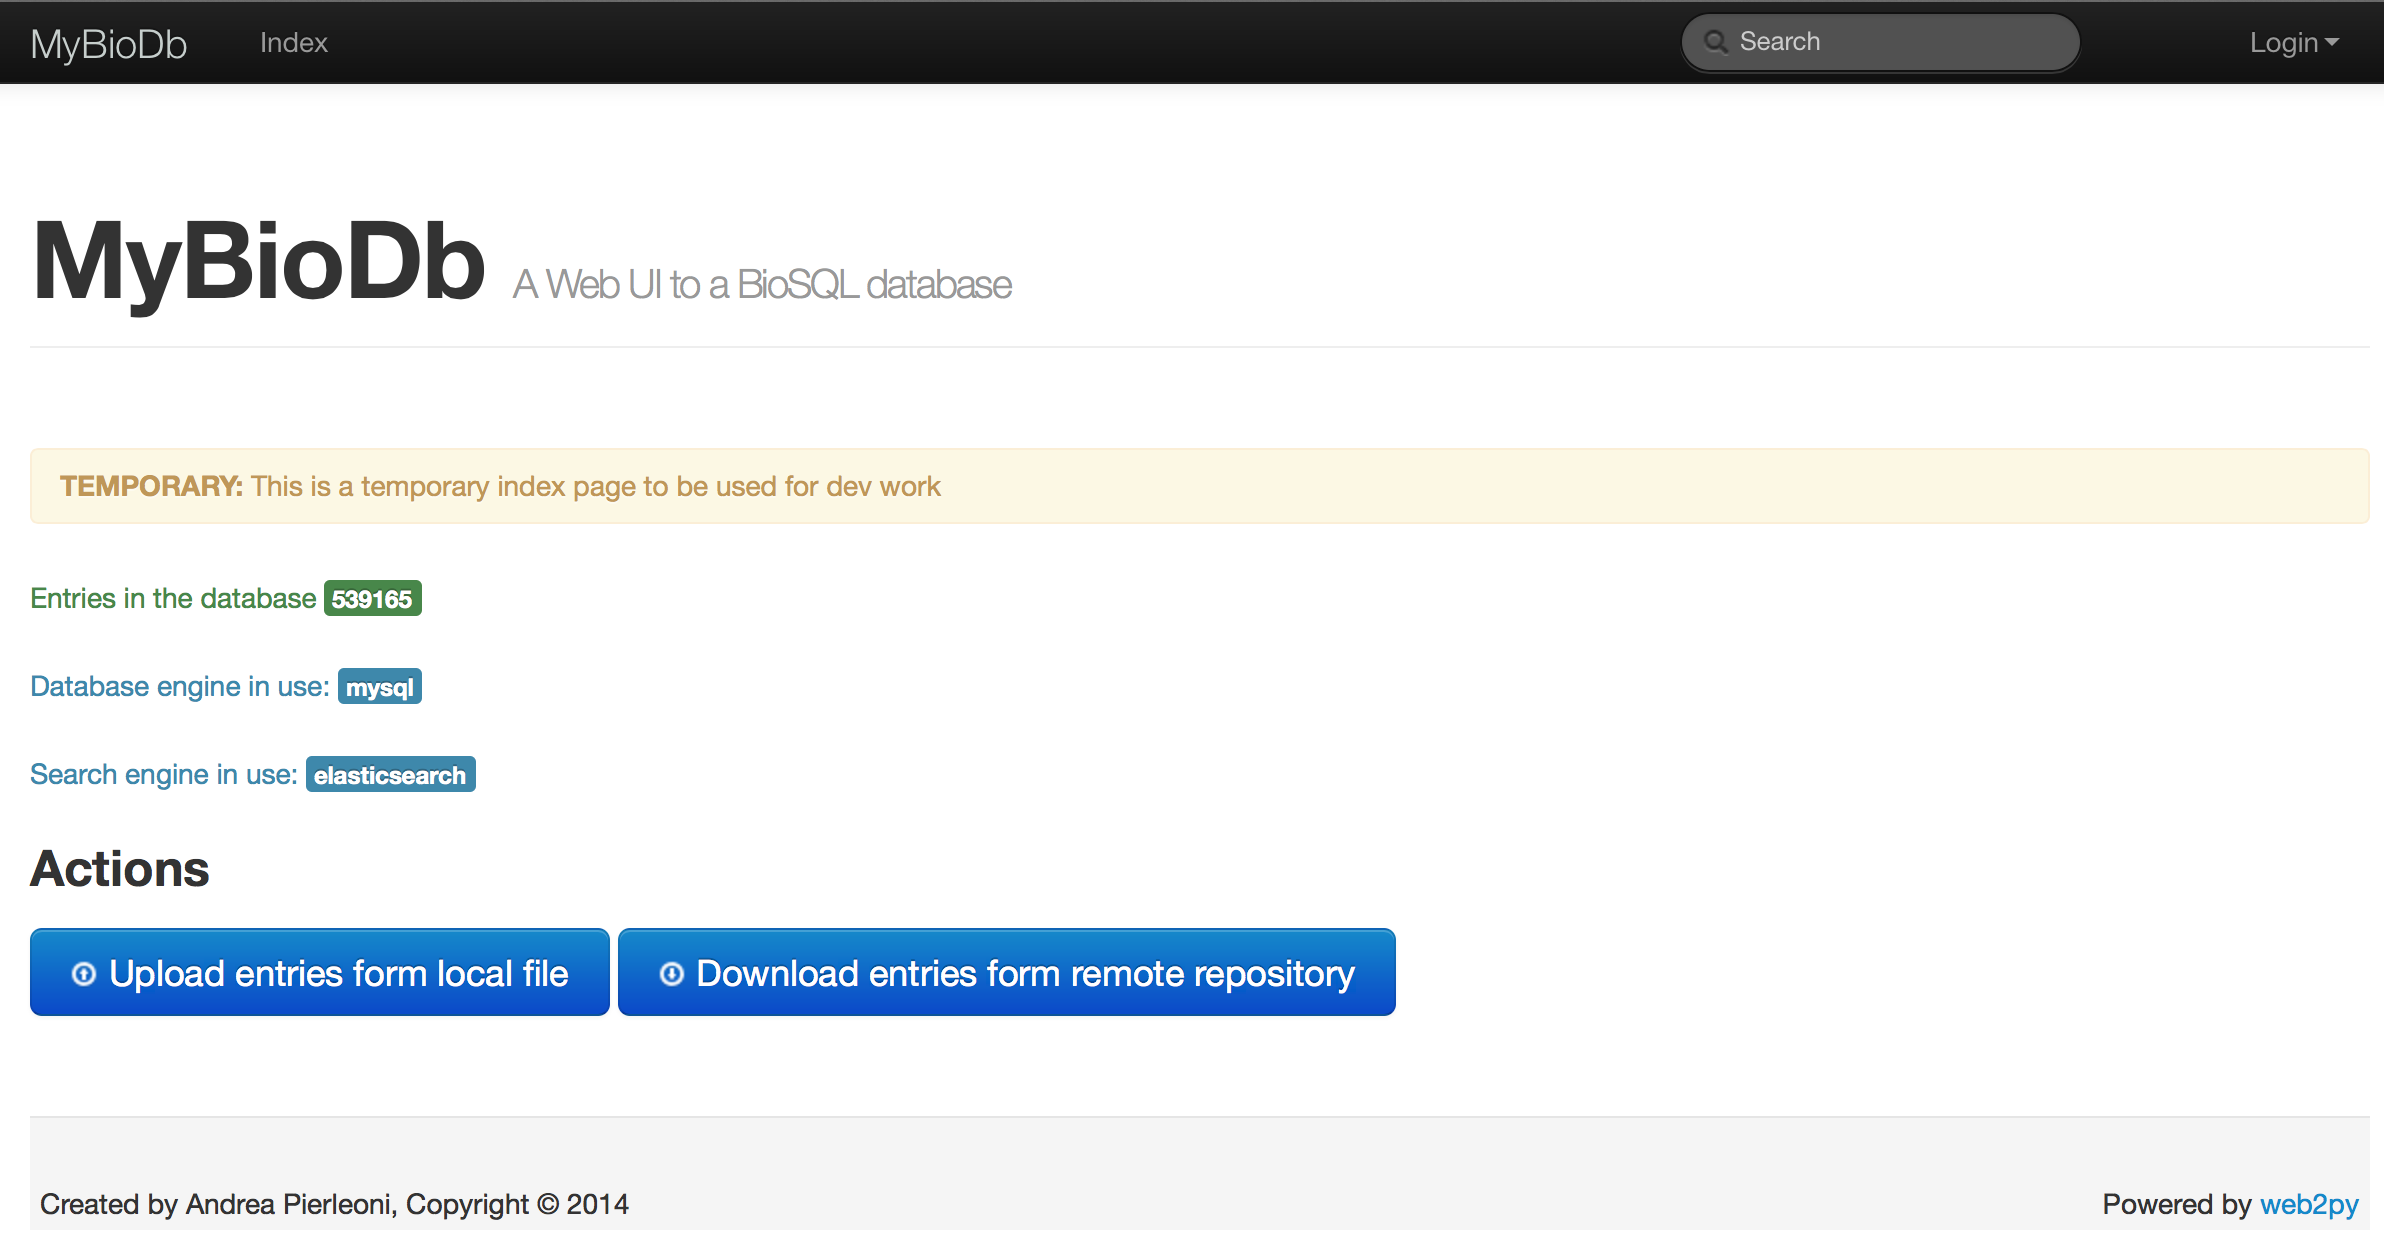 MyBioDb Index Search Login
MyBioDb A Web UI to a BioSQL database
TEMPORARY: This is a temporary index page to be used for dev work
Entries in the database 539165
Database engine in use: mysql
Search engine in use: elasticsearch
Actions
Upload entries form local file Download entries form remote repository
Created by Andrea Pierleoni, Copyright © 2014 Powered by web2py